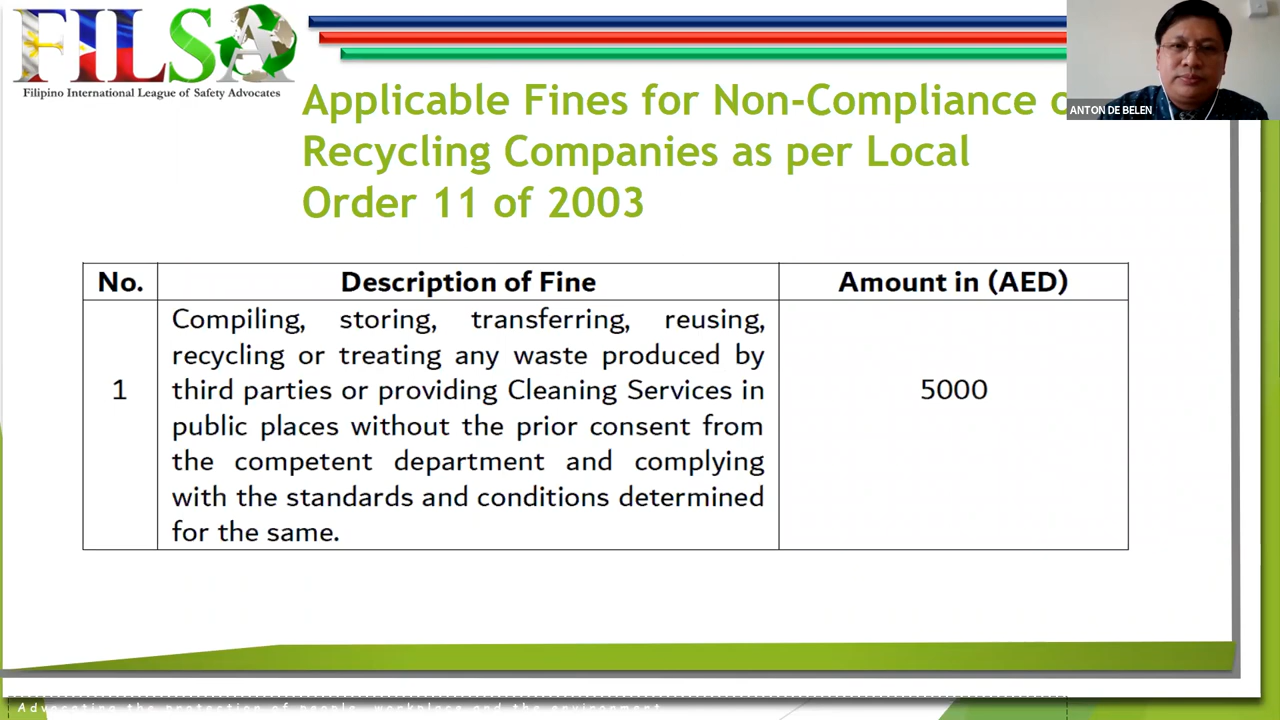 FILSA
Filipino International League of Safety Advocates
ANTON DE BELEN
Applicable Fines for Non-Compliance
Recycling Companies as per Local
Order 11 of 2003
No.
Description of Fine
Amount in (AED)
1
Compiling, storing, transferring, reusing,
recycling or treating any waste produced by
third parties or providing Cleaning Services in
public places without the prior consent from
the competent department and complying
with the standards and conditions determined
for the same.
5000
Advocating the protection of people, workplace and the environment